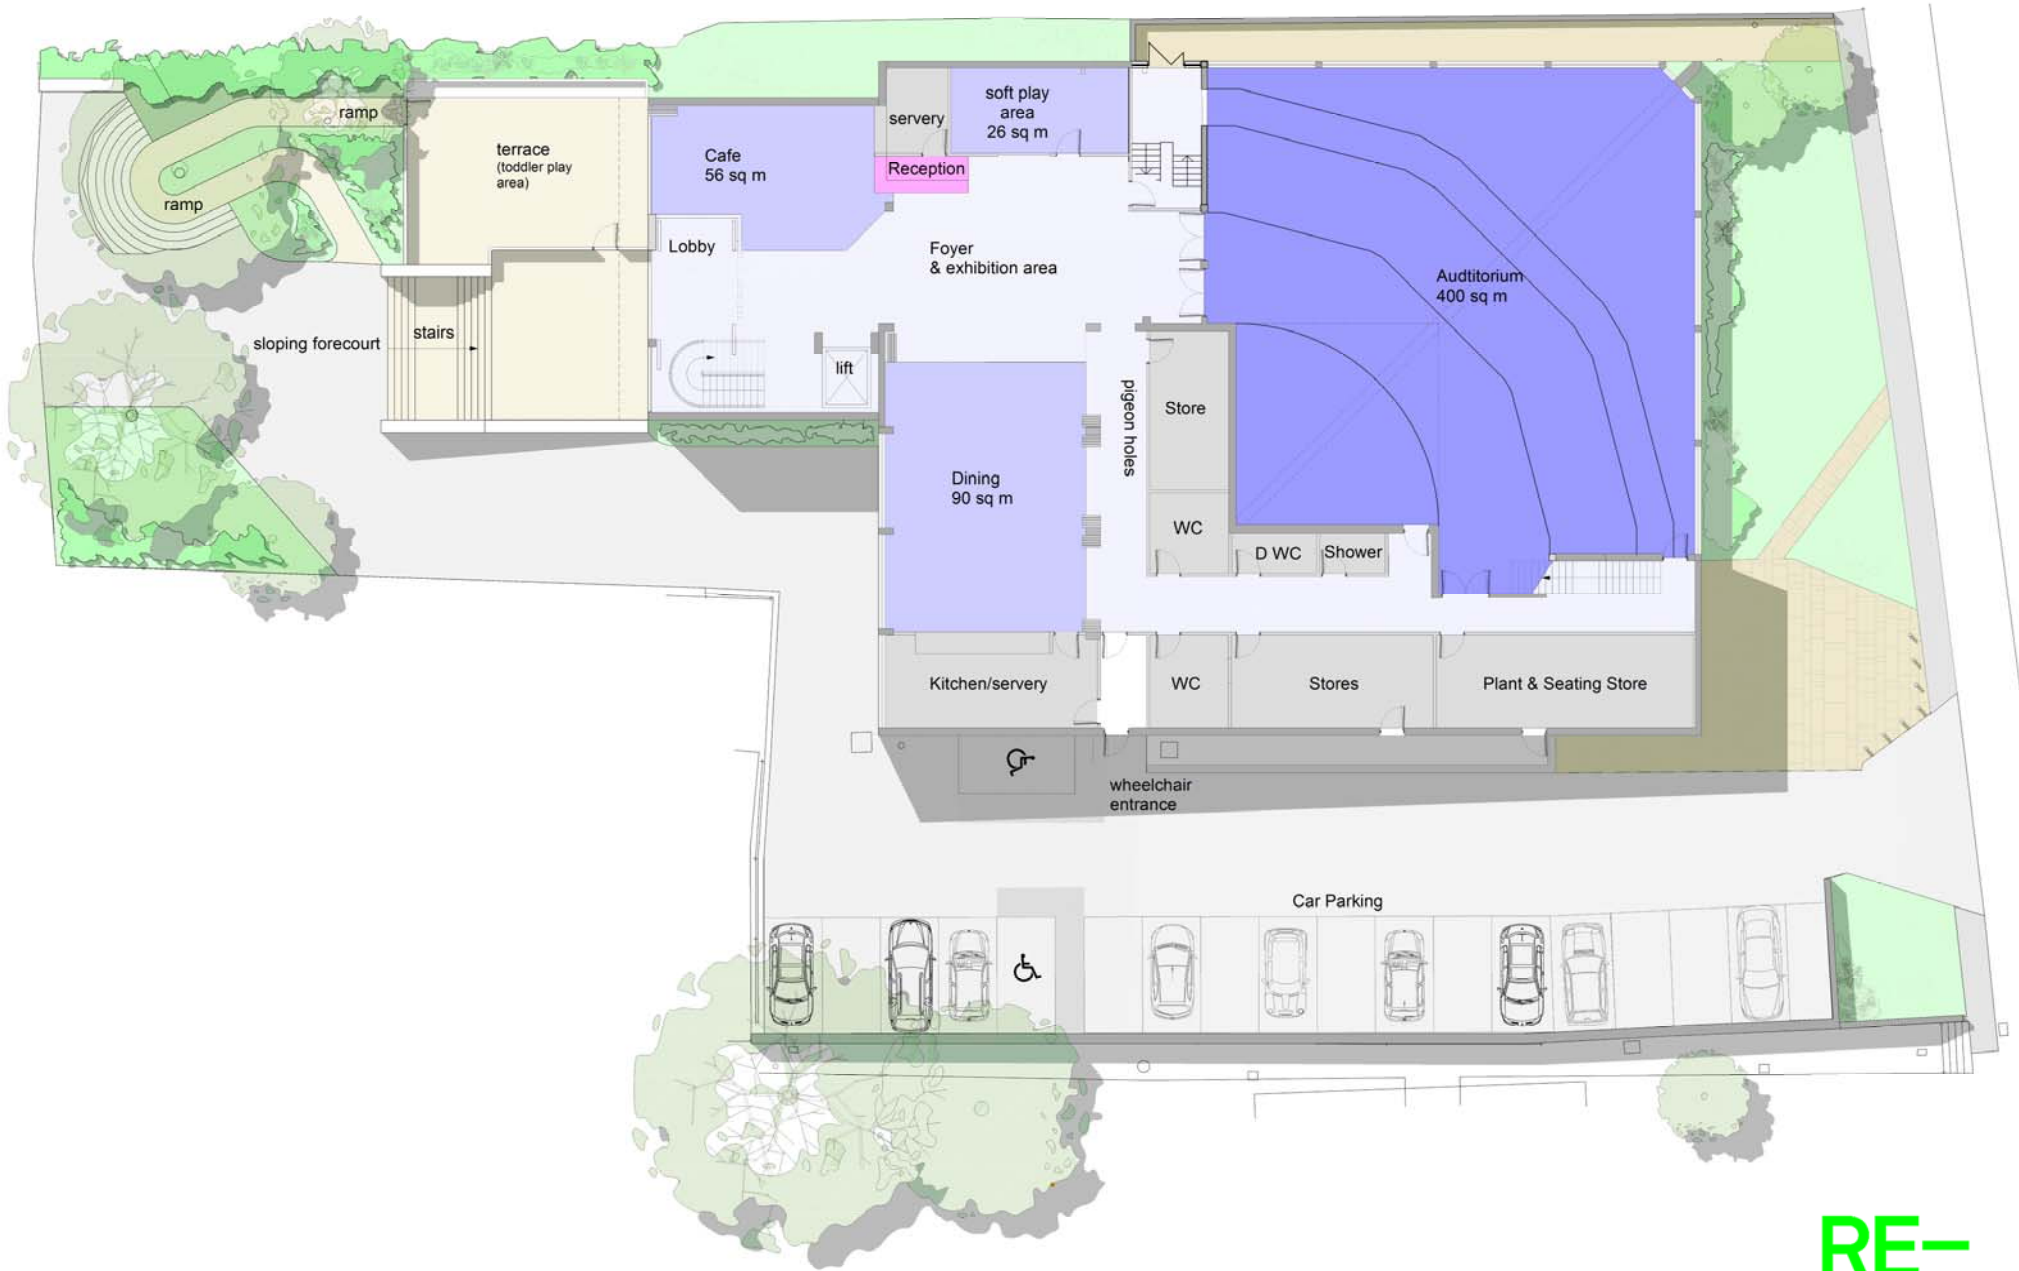 ramp
ramp
terrace
(toddler play
area)
Cafe
56 sq m
servery
soft play
area
26 sq m
Reception
Lobby
Foyer
& exhibition area
Audtitorium
400 sq m
sloping forecourt
stairs
lift
pigeon holes
Store
Dining
90 sq m
WC
D WC
Shower
Kitchen/servery
WC
Stores
Plant & Seating Store
wheelchair
entrance
Car Parking
RE–